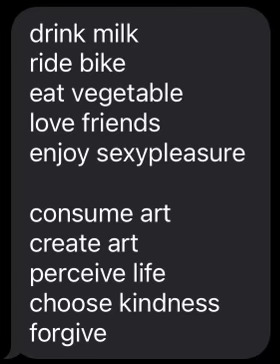 drink milk
ride bike
eat vegetable
love friends
enjoy sexypleasure

consume art
create art
perceive life
choose kindness
forgive